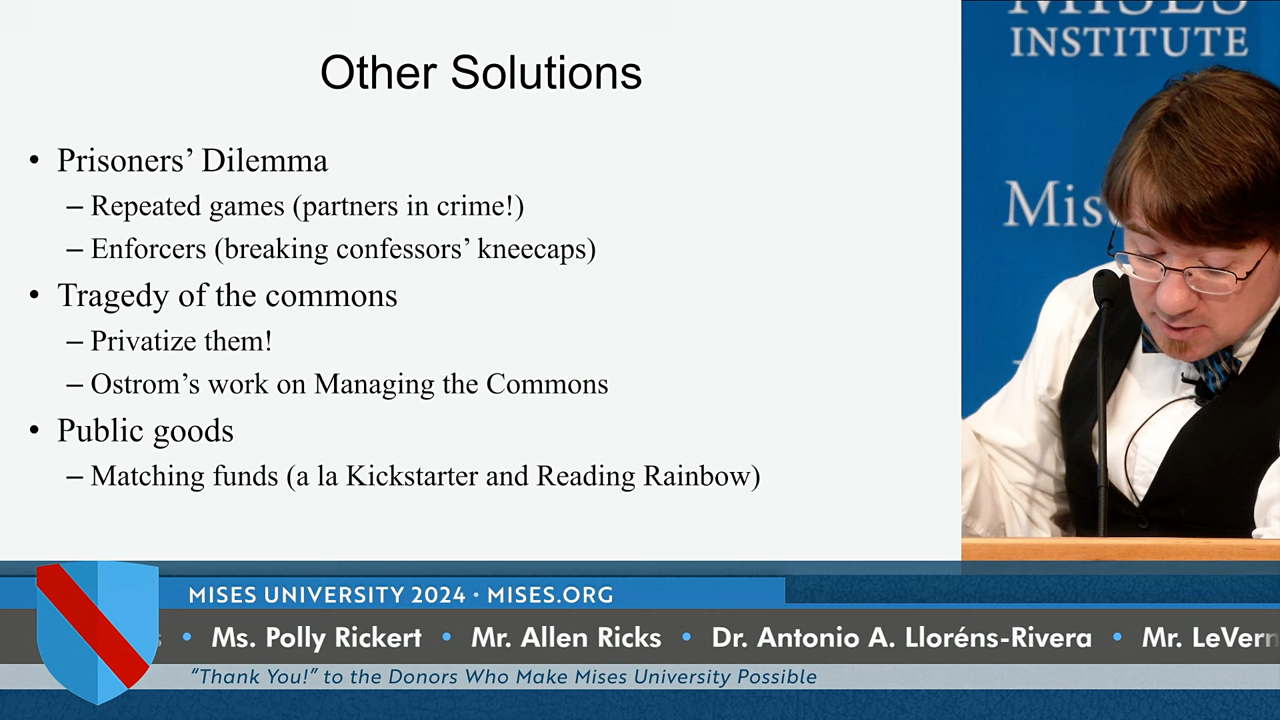 Other Solutions
• Prisoners’ Dilemma
– Repeated games (partners in crime!)
– Enforcers (breaking confessors’ kneecaps)
• Tragedy of the commons
– Privatize them!
– Ostrom’s work on Managing the Commons
• Public goods
– Matching funds (a la Kickstarter and Reading Rainbow)
MISES
INSTITUTE
Mis
MISES UNIVERSITY 2024 • MISES.ORG
• Ms. Polly Rickert • Mr. Allen Ricks • Dr. Antonio A. Lloréns-Rivera • Mr. LeVern
“Thank You!” to the Donors Who Make Mises University Possible